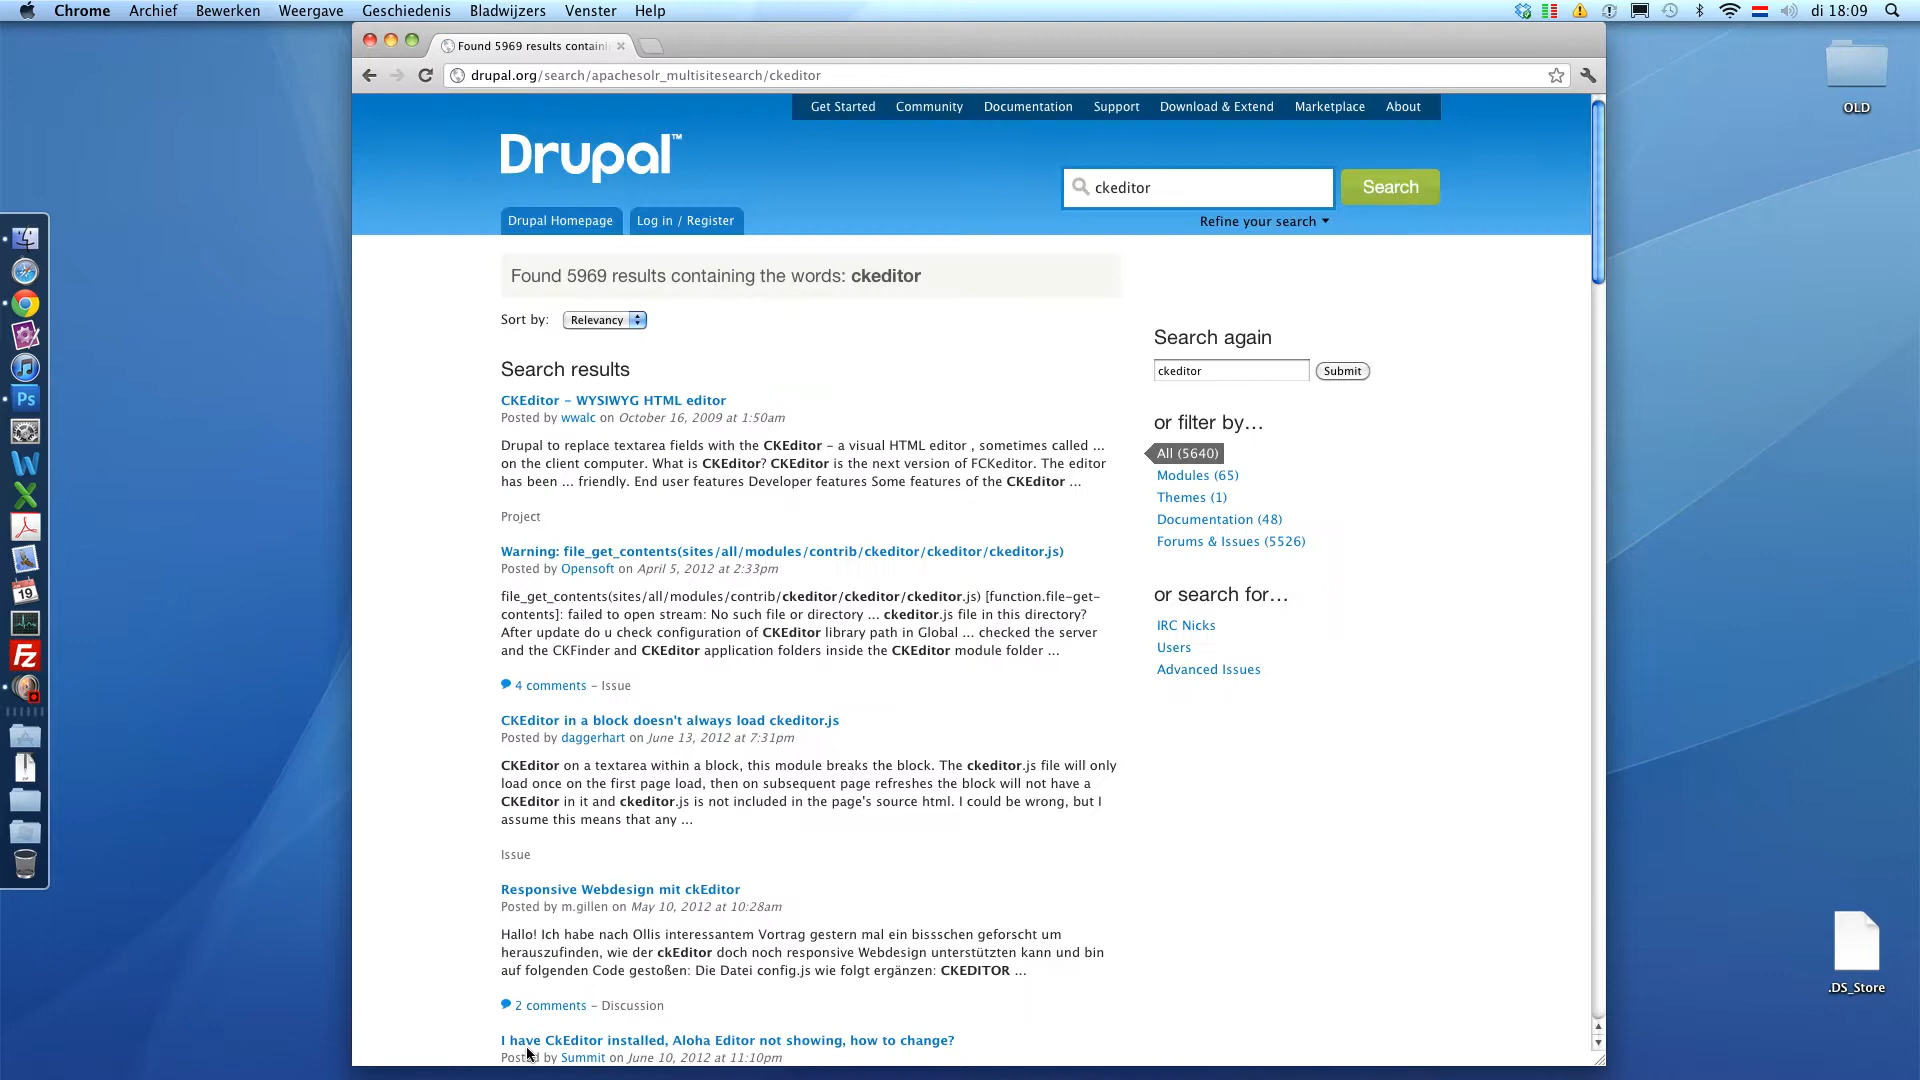 Chrome Archief Bewerken Weergave Geschiedenis Bladwijzers Venster Help
di 18:09
Found 5969 results containi
drupal.org/search/apachesolr_multisitesearch/ckeditor
OLD
Get Started Community Documentation Support Download & Extend Marketplace About
Drupal™
ckeditor
Search
Refine your search
Drupal Homepage
Log in / Register
Found 5969 results containing the words: ckeditor
Sort by: Relevancy
Search results
CKEditor - WYSIWYG HTML editor
Posted by wwalc on October 16, 2009 at 1:50am
Drupal to replace textarea fields with the CKEditor - a visual HTML editor , sometimes called ...
on the client computer. What is CKEditor? CKEditor is the next version of FCKeditor. The editor
has been ... friendly. End user features Developer features Some features of the CKEditor ...
Project
Warning: file_get_contents(sites/all/modules/contrib/ckeditor/ckeditor/ckeditor.js)
Posted by Opensoft on April 5, 2012 at 2:33pm
file_get_contents(sites/all/modules/contrib/ckeditor/ckeditor/ckeditor.js) [function.file-get-
contents]: failed to open stream: No such file or directory ... ckeditor.js file in this directory?
After update do u check configuration of CKEditor library path in Global ... checked the server
and the CKFinder and CKEditor application folders inside the CKEditor module folder ...
4 comments - Issue
CKEditor in a block doesn't always load ckeditor.js
Posted by daggerhart on June 13, 2012 at 7:31pm
CKEditor on a textarea within a block, this module breaks the block. The ckeditor.js file will only
load once on the first page load, then on subsequent page refreshes the block will not have a
CKEditor in it and ckeditor.js is not included in the page's source html. I could be wrong, but I
assume this means that any ...
Issue
Responsive Webdesign mit ckEditor
Posted by m.gillen on May 10, 2012 at 10:28am
Hallo! Ich habe nach Ollis interessantem Vortrag gestern mal ein bissschen geforscht um
herauszufinden, wie der ckEditor doch noch responsive Webdesign unterstützten kann und bin
auf folgenden Code gestoßen: Die Datei config.js wie folgt ergänzen: CKEDITOR ...
2 comments - Discussion
I have CkEditor installed, Aloha Editor not showing, how to change?
Posted by Summit on June 10, 2012 at 11:10pm
Search again
ckeditor
Submit
or filter by...
All (5640)
Modules (65)
Themes (1)
Documentation (48)
Forums & Issues (5526)
or search for...
IRC Nicks
Users
Advanced Issues
Ps
W
X
19
Fz
.DS_Store